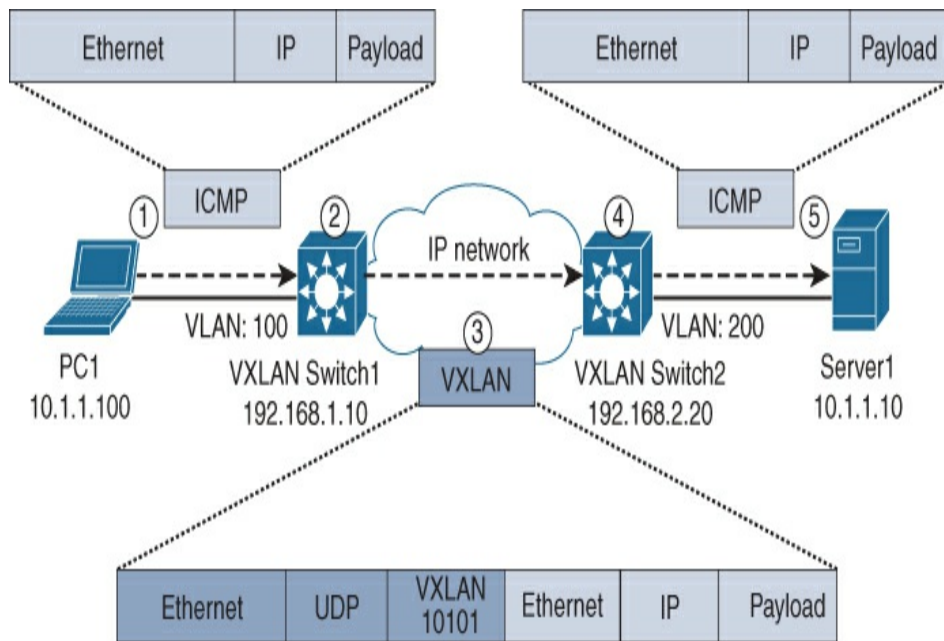 Ethernet IP Payload
Ethernet IP Payload
ICMP
ICMP
1
2
4
5
IP network
VLAN: 100
3
VLAN: 200
PC1
10.1.1.100
VXLAN Switch1
192.168.1.10
VXLAN
VXLAN Switch2
192.168.2.20
Server1
10.1.1.10
Ethernet UDP VXLAN 10101 Ethernet IP Payload